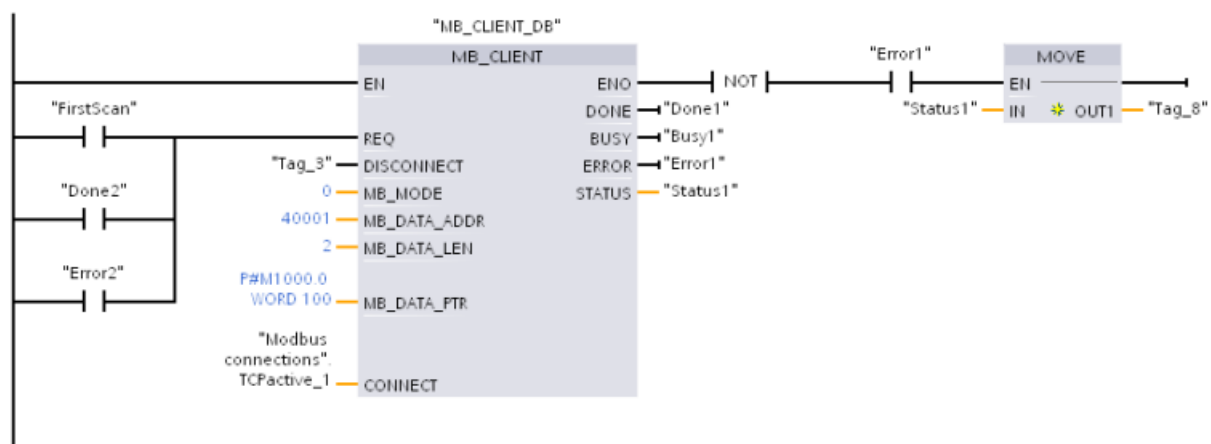 "MB_CLIENT_DB"
MB_CLIENT
"Error1"
MOVE
EN
ENO
NOT
EN
"FirstScan"
DONE
"Done1"
"Status1"
IN
OUT1
"Tag_8"
REQ
BUSY
"Busy1"
"Tag_3"
DISCONNECT
ERROR
"Error1"
"Done2"
0
MB_MODE
STATUS
"Status1"
40001
MB_DATA_ADDR
2
MB_DATA_LEN
"Error2"
P#M1000.0
WORD 100
MB_DATA_PTR
"Modbus
connections".
TCPactive_1
CONNECT